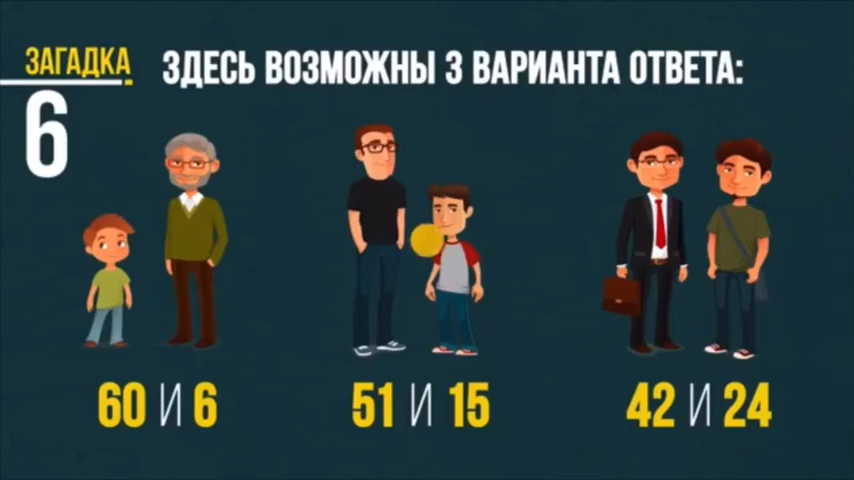 ЗАГАДКА
6
ЗДЕСЬ ВОЗМОЖНЫ 3 ВАРИАНТА ОТВЕТА:
60 И 6
51 И 15
42 И 24